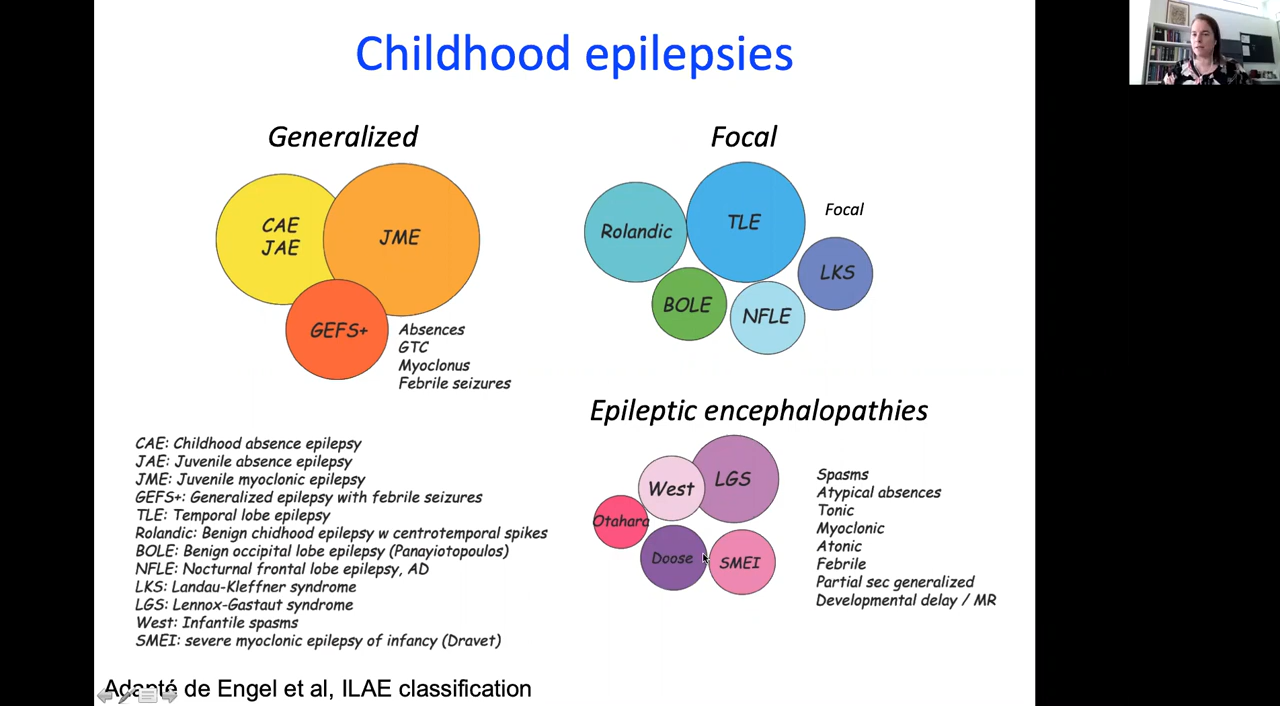 Childhood epilepsies
Generalized
CAE
JAE
JME
GEFS+
Absences
GTC
Myoclonus
Febrile seizures
Focal
Rolandic
TLE
Focal
LKS
BOLE
NFLE
Epileptic encephalopathies
West
LGS
Otahara
Doose
SMEI
Spasms
Atypical absences
Tonic
Myoclonic
Atonic
Febrile
Partial sec generalized
Developmental delay / MR
CAE: Childhood absence epilepsy
JAE: Juvenile absence epilepsy
JME: Juvenile myoclonic epilepsy
GEFS+: Generalized epilepsy with febrile seizures
TLE: Temporal lobe epilepsy
Rolandic: Benign chidhood epilepsy w centrotemporal spikes
BOLE: Benign occipital lobe epilepsy (Panayiotopoulos)
NFLE: Nocturnal frontal lobe epilepsy, AD
LKS: Landau-Kleffner syndrome
LGS: Lennox-Gastaut syndrome
West: Infantile spasms
SMEI: severe myoclonic epilepsy of infancy (Dravet)
Adapté de Engel et al, ILAE classification